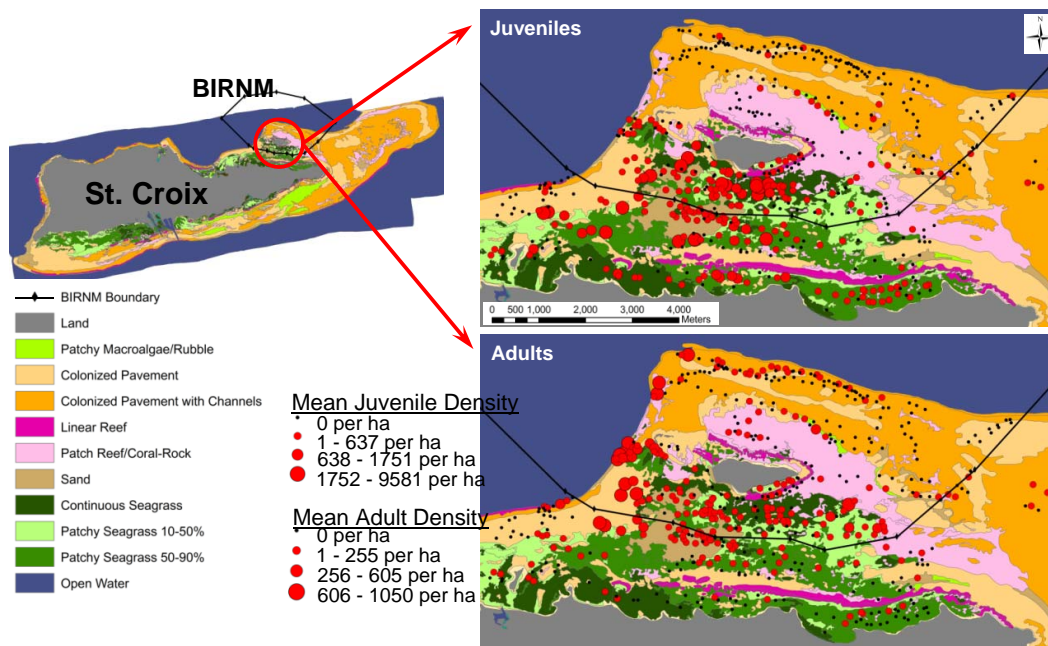 BIRNM
St. Croix
BIRNM Boundary
Land
Patchy Macroalgae/Rubble
Colonized Pavement
Colonized Pavement with Channels
Linear Reef
Patch Reef/Coral-Rock
Sand
Continuous Seagrass
Patchy Seagrass 10-50%
Patchy Seagrass 50-90%
Open Water
Mean Juvenile Density
0 per ha
1 - 637 per ha
638 - 1751 per ha
1752 - 9581 per ha
Mean Adult Density
0 per ha
1 - 255 per ha
256 - 605 per ha
606 - 1050 per ha
Juveniles
N
0 500 1,000 2,000 3,000 4,000
Meters
Adults